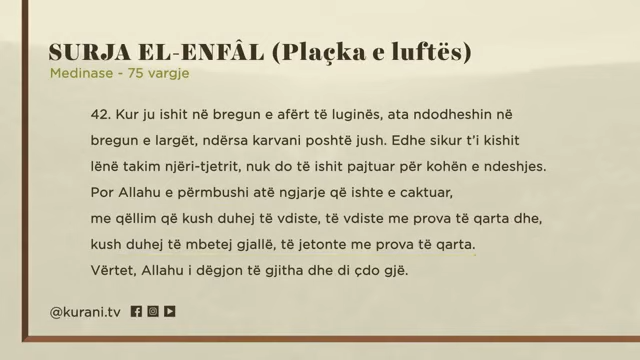 SURJA EL-ENFÂL (Plaçka e luftës)
Medinase - 75 vargje
42. Kur ju ishit në bregun e afërt të luginës, ata ndodheshin në
bregun e largët, ndërsa karvani poshtë jush. Edhe sikur t’i kishit
lënë takim njëri-tjetrit, nuk do të ishit pajtuar për kohën e ndeshjes.
Por Allahu e përmbushi atë ngjarje që ishte e caktuar,
me qëllim që kush duhej të vdiste, të vdiste me prova të qarta dhe,
kush duhej të mbetej gjallë, të jetonte me prova të qarta.
Vërtet, Allahu i dëgjon të gjitha dhe di çdo gjë.
@kurani.tv